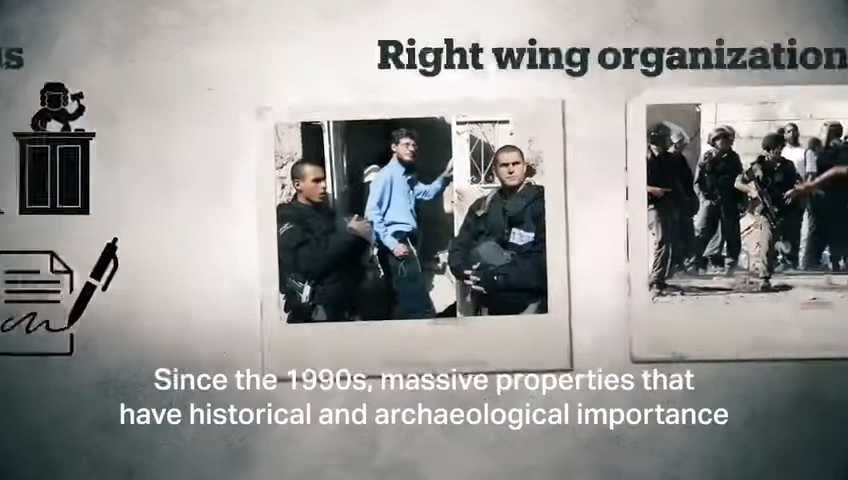 Right wing organization
Since the 1990s, massive properties that
have historical and archaeological importance